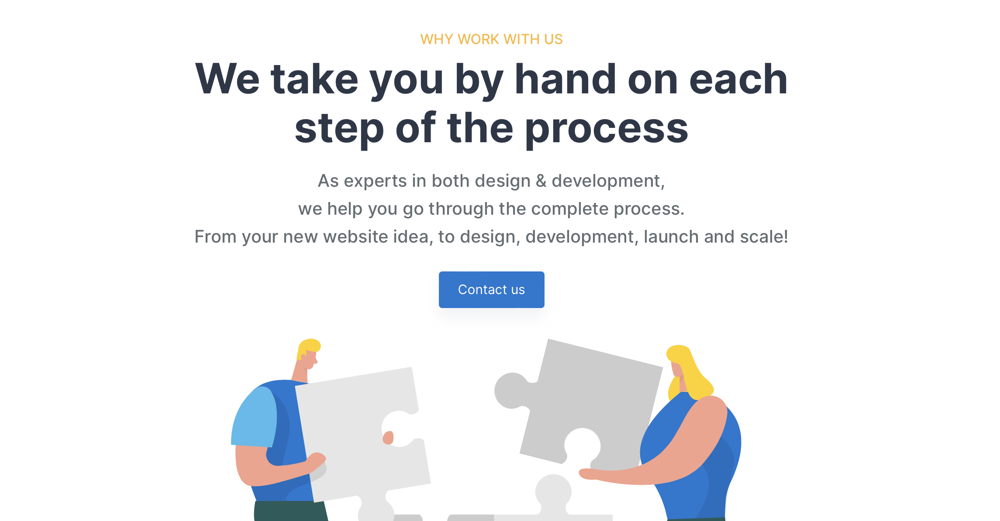 WHY WORK WITH US
We take you by hand on each
step of the process
As experts in both design & development,
we help you go through the complete process.
From your new website idea, to design, development, launch and scale!
Contact us